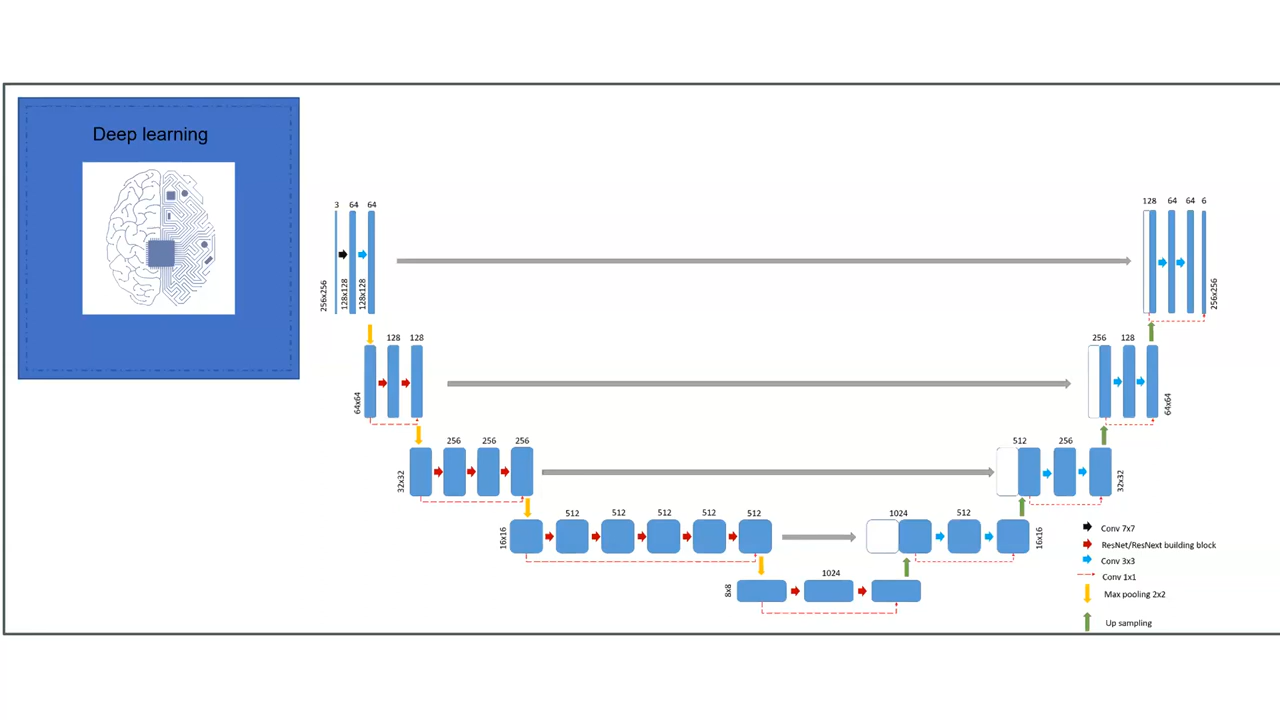 Deep learning
3 64 64
256x256
128x128
128x128
128 64 64 6
256x256
128 128
64x64
256 128
64x64
256 256 256
32x32
512 256
32x32
512 512 512 512 512
16x16
1024 512
16x16
1024
8x8
Conv 7x7
ResNet/ResNext building block
Conv 3x3
Conv 1x1
Max pooling 2x2
Up sampling